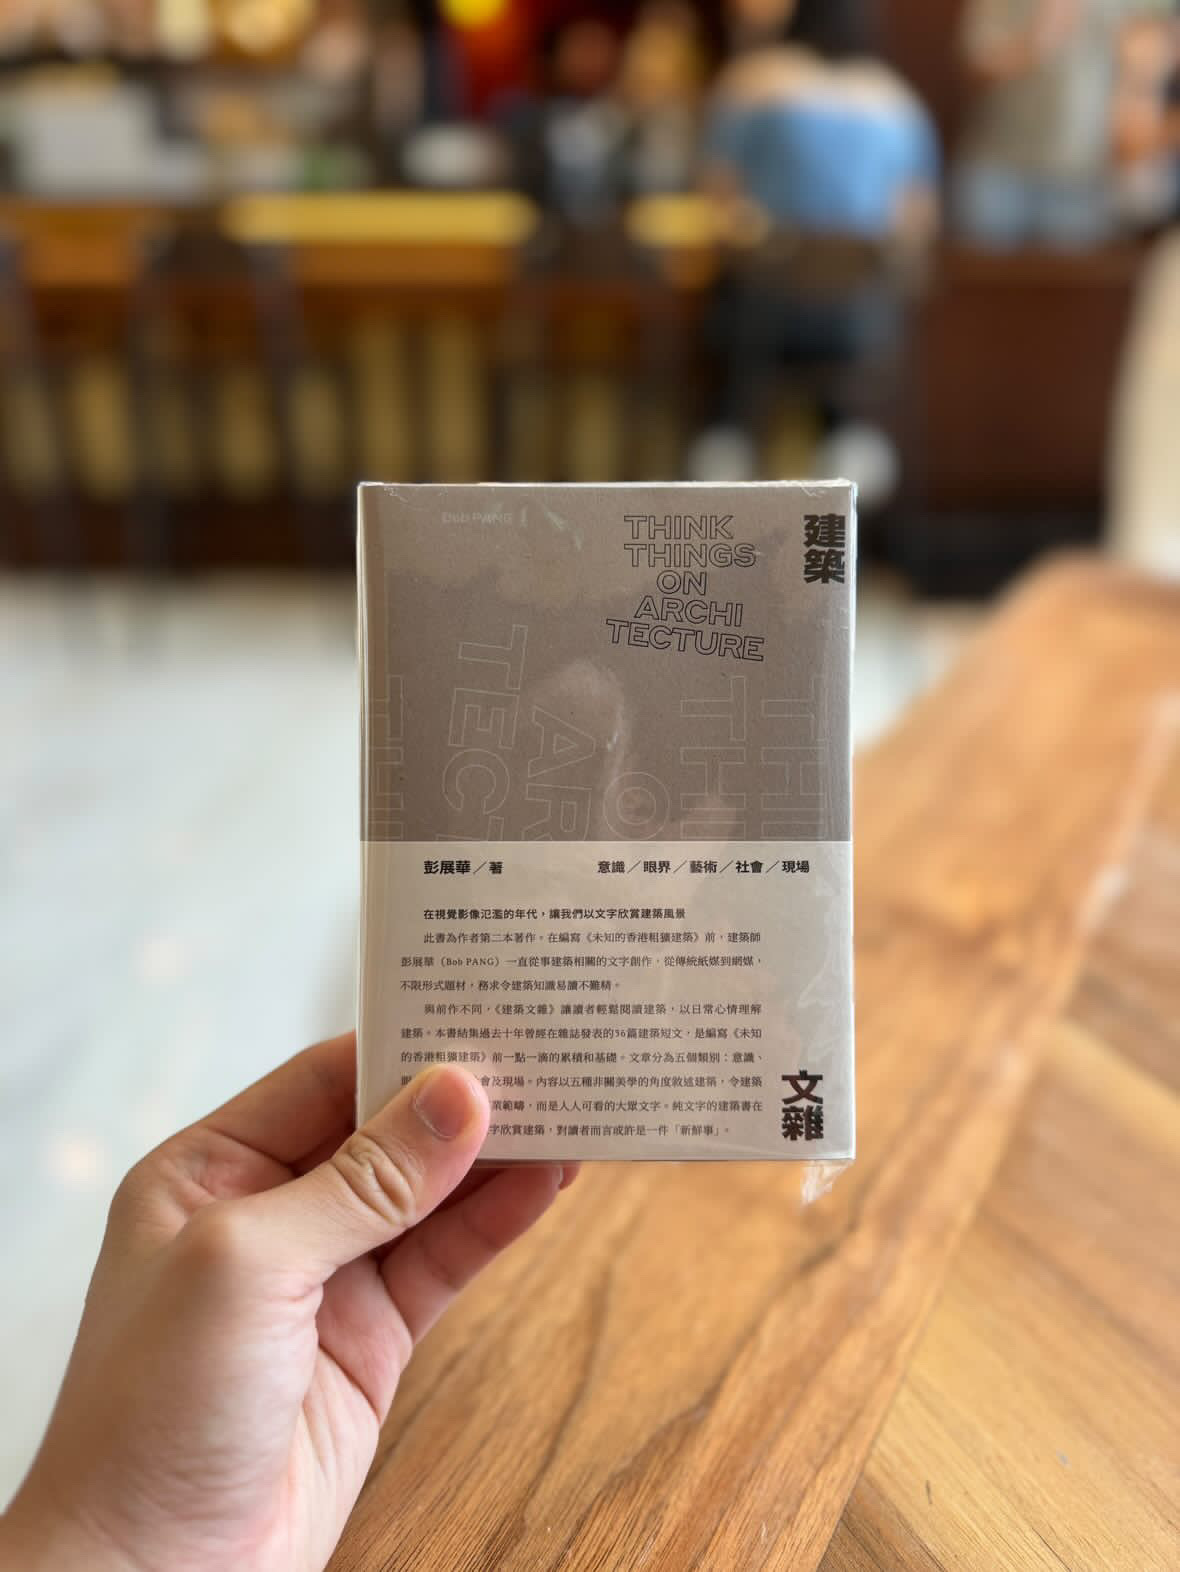 Bob PANG
THINK
THINGS
ON
ARCHI
TECTURE
建築
文雜
TECT
AR
O
THI
THI
THI
彭展華／著
意識／眼界／藝術／社會／現場
在視覺影像氾濫的年代，讓我們以文字欣賞建築風景
此書為作者第二本著作。在編寫《未知的香港粗獷建築》前，建築師
彭展華（Bob PANG）一直從事建築相關的文字創作，從傳統紙媒到網媒，
不限形式題材，務求令建築知識易讀不難精。
與前作不同，《建築文雜》讓讀者輕鬆閱讀建築，以日常心情理解
建築。本書結集過去十年曾經在雜誌發表的56篇建築短文，是編寫《未知
的香港粗獷建築》前一點一滴的累積和基礎。文章分為五個類別：意識、
會及現場。內容以五種非關美學的角度敘述建築，令建築
業範疇，而是人人可看的大眾文字。純文字的建築書在
字欣賞建築，對讀者而言或許是一件「新鮮事」。